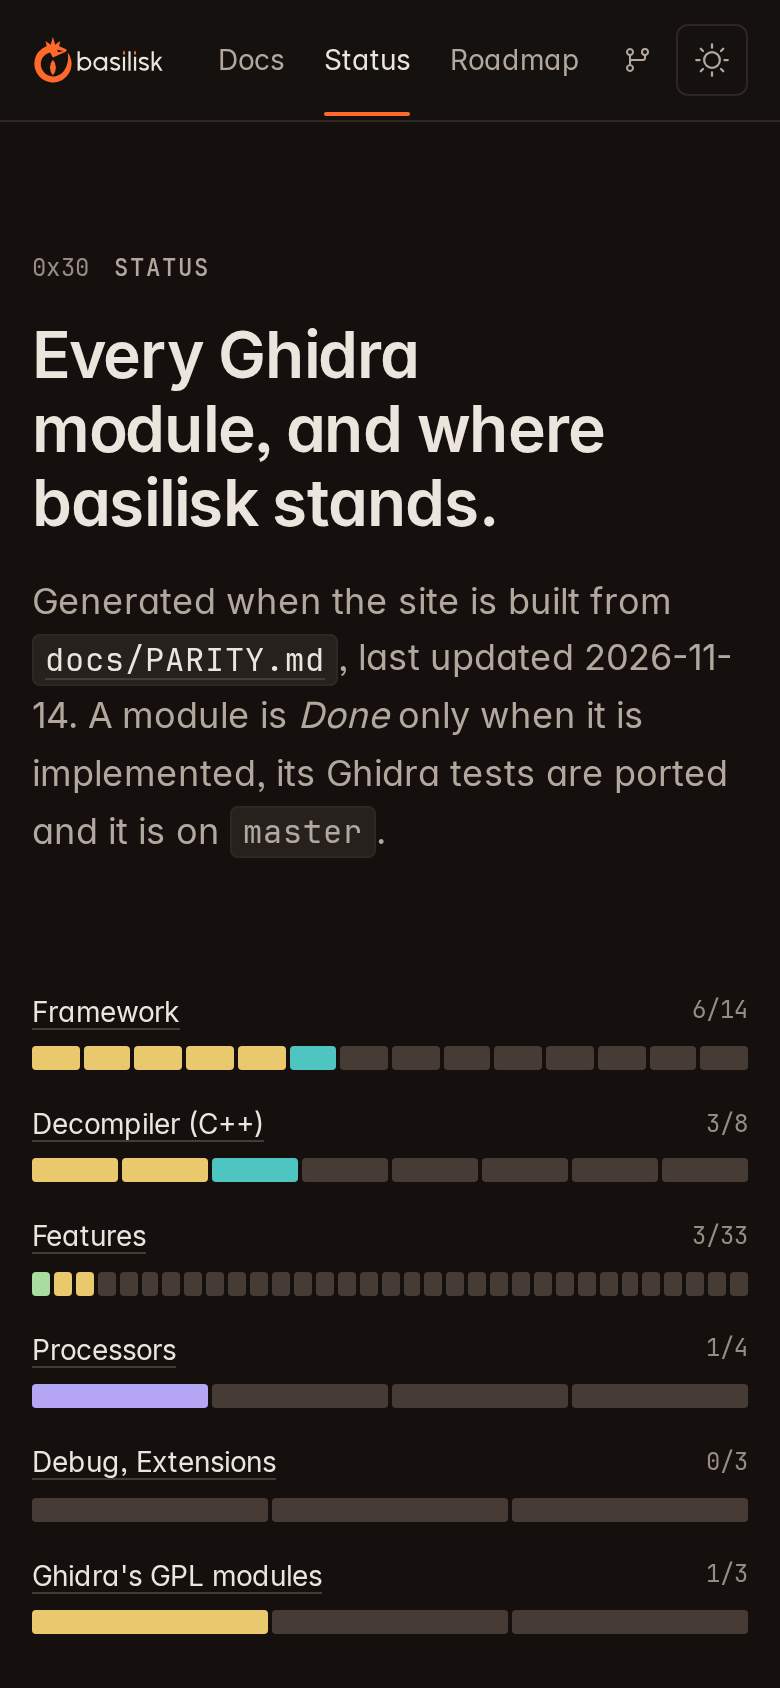 basilisk Docs Status Roadmap
0x30 STATUS
Every Ghidra
module, and where
basilisk stands.
Generated when the site is built from
docs/PARITY.md, last updated 2026-11-
14. A module is Done only when it is
implemented, its Ghidra tests are ported
and it is on master.
Framework 6/14
Decompiler (C++) 3/8
Features 3/33
Processors 1/4
Debug, Extensions 0/3
Ghidra's GPL modules 1/3